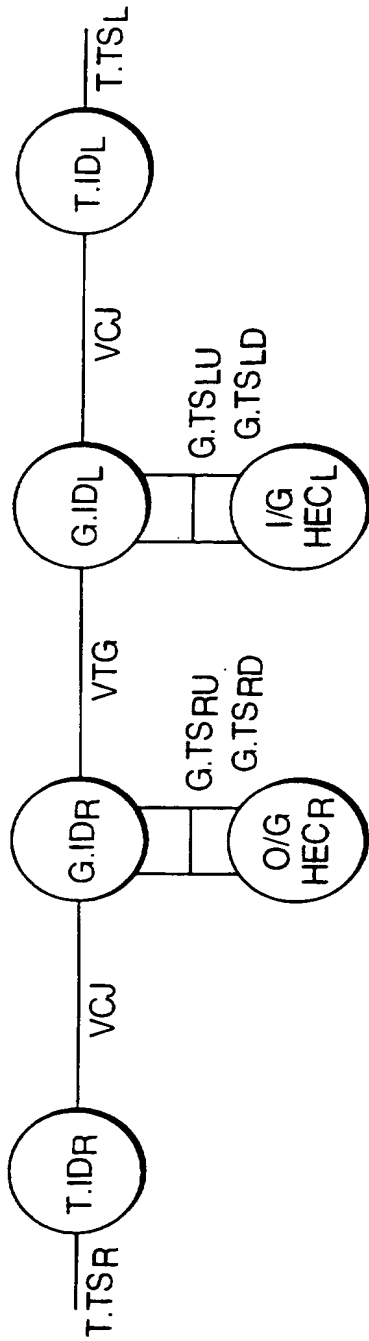 T.TSR
T.IDR
VCJ
G.IDR
VTG
G.IDL
VCJ
T.IDL
T.TSL
G.TSRU
G.TSRD
O/G
HECR
G.TSLU
G.TSLD
I/G
HECL